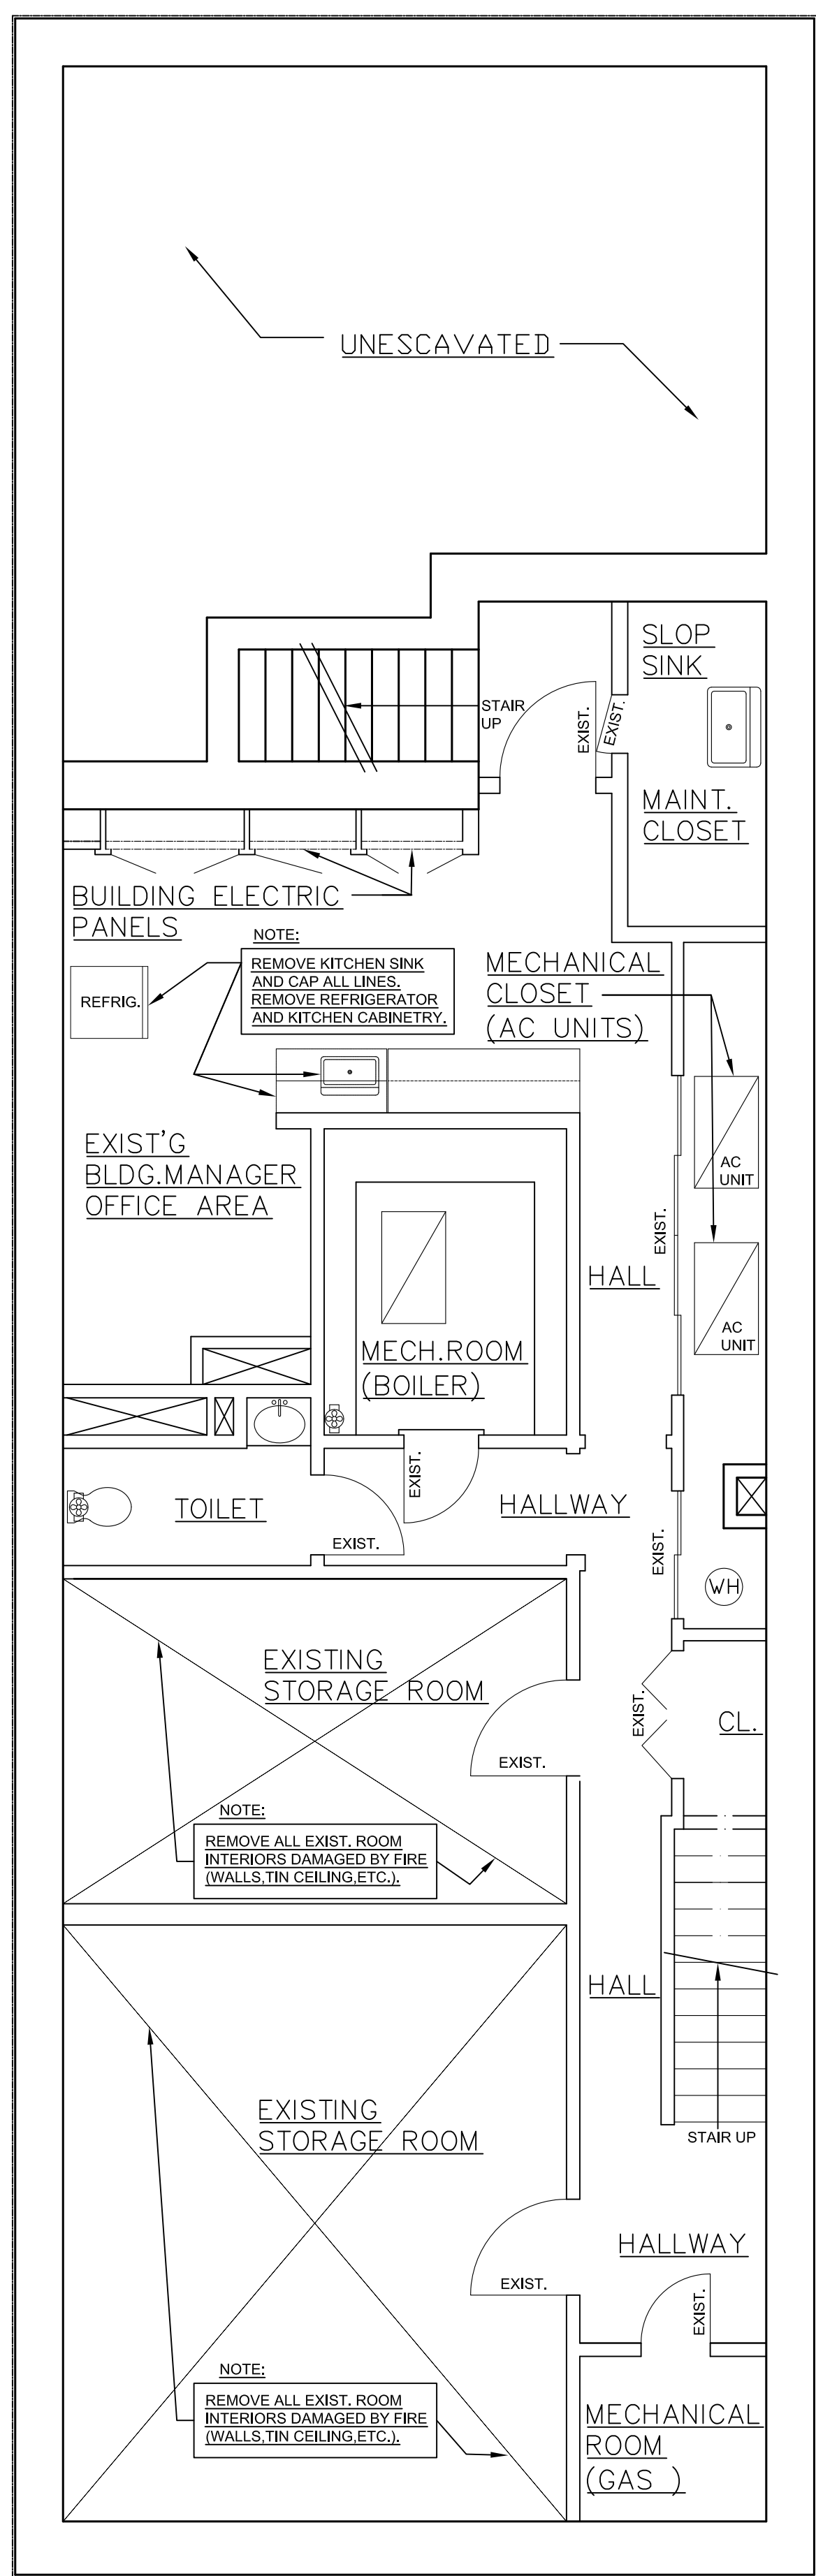 UNESCAVATED
SLOP
SINK
STAIR
UP
EXIST.
EXIST.
MAINT.
CLOSET
BUILDING ELECTRIC
PANELS
NOTE:
REMOVE KITCHEN SINK
AND CAP ALL LINES.
REMOVE REFRIGERATOR
AND KITCHEN CABINETRY.
MECHANICAL
CLOSET
(AC UNITS)
REFRIG.
EXIST'G
BLDG.MANAGER
OFFICE AREA
AC
UNIT
EXIST.
HALL
AC
UNIT
MECH.ROOM
(BOILER)
EXIST.
TOILET
HALLWAY
EXIST.
EXIST.
WH
EXISTING
STORAGE ROOM
EXIST.
CL.
EXIST.
NOTE:
REMOVE ALL EXIST. ROOM
INTERIORS DAMAGED BY FIRE
(WALLS,TIN CEILING,ETC.).
HALL
EXISTING
STORAGE ROOM
STAIR UP
HALLWAY
EXIST.
EXIST.
NOTE:
REMOVE ALL EXIST. ROOM
INTERIORS DAMAGED BY FIRE
(WALLS,TIN CEILING,ETC.).
MECHANICAL
ROOM
(GAS )